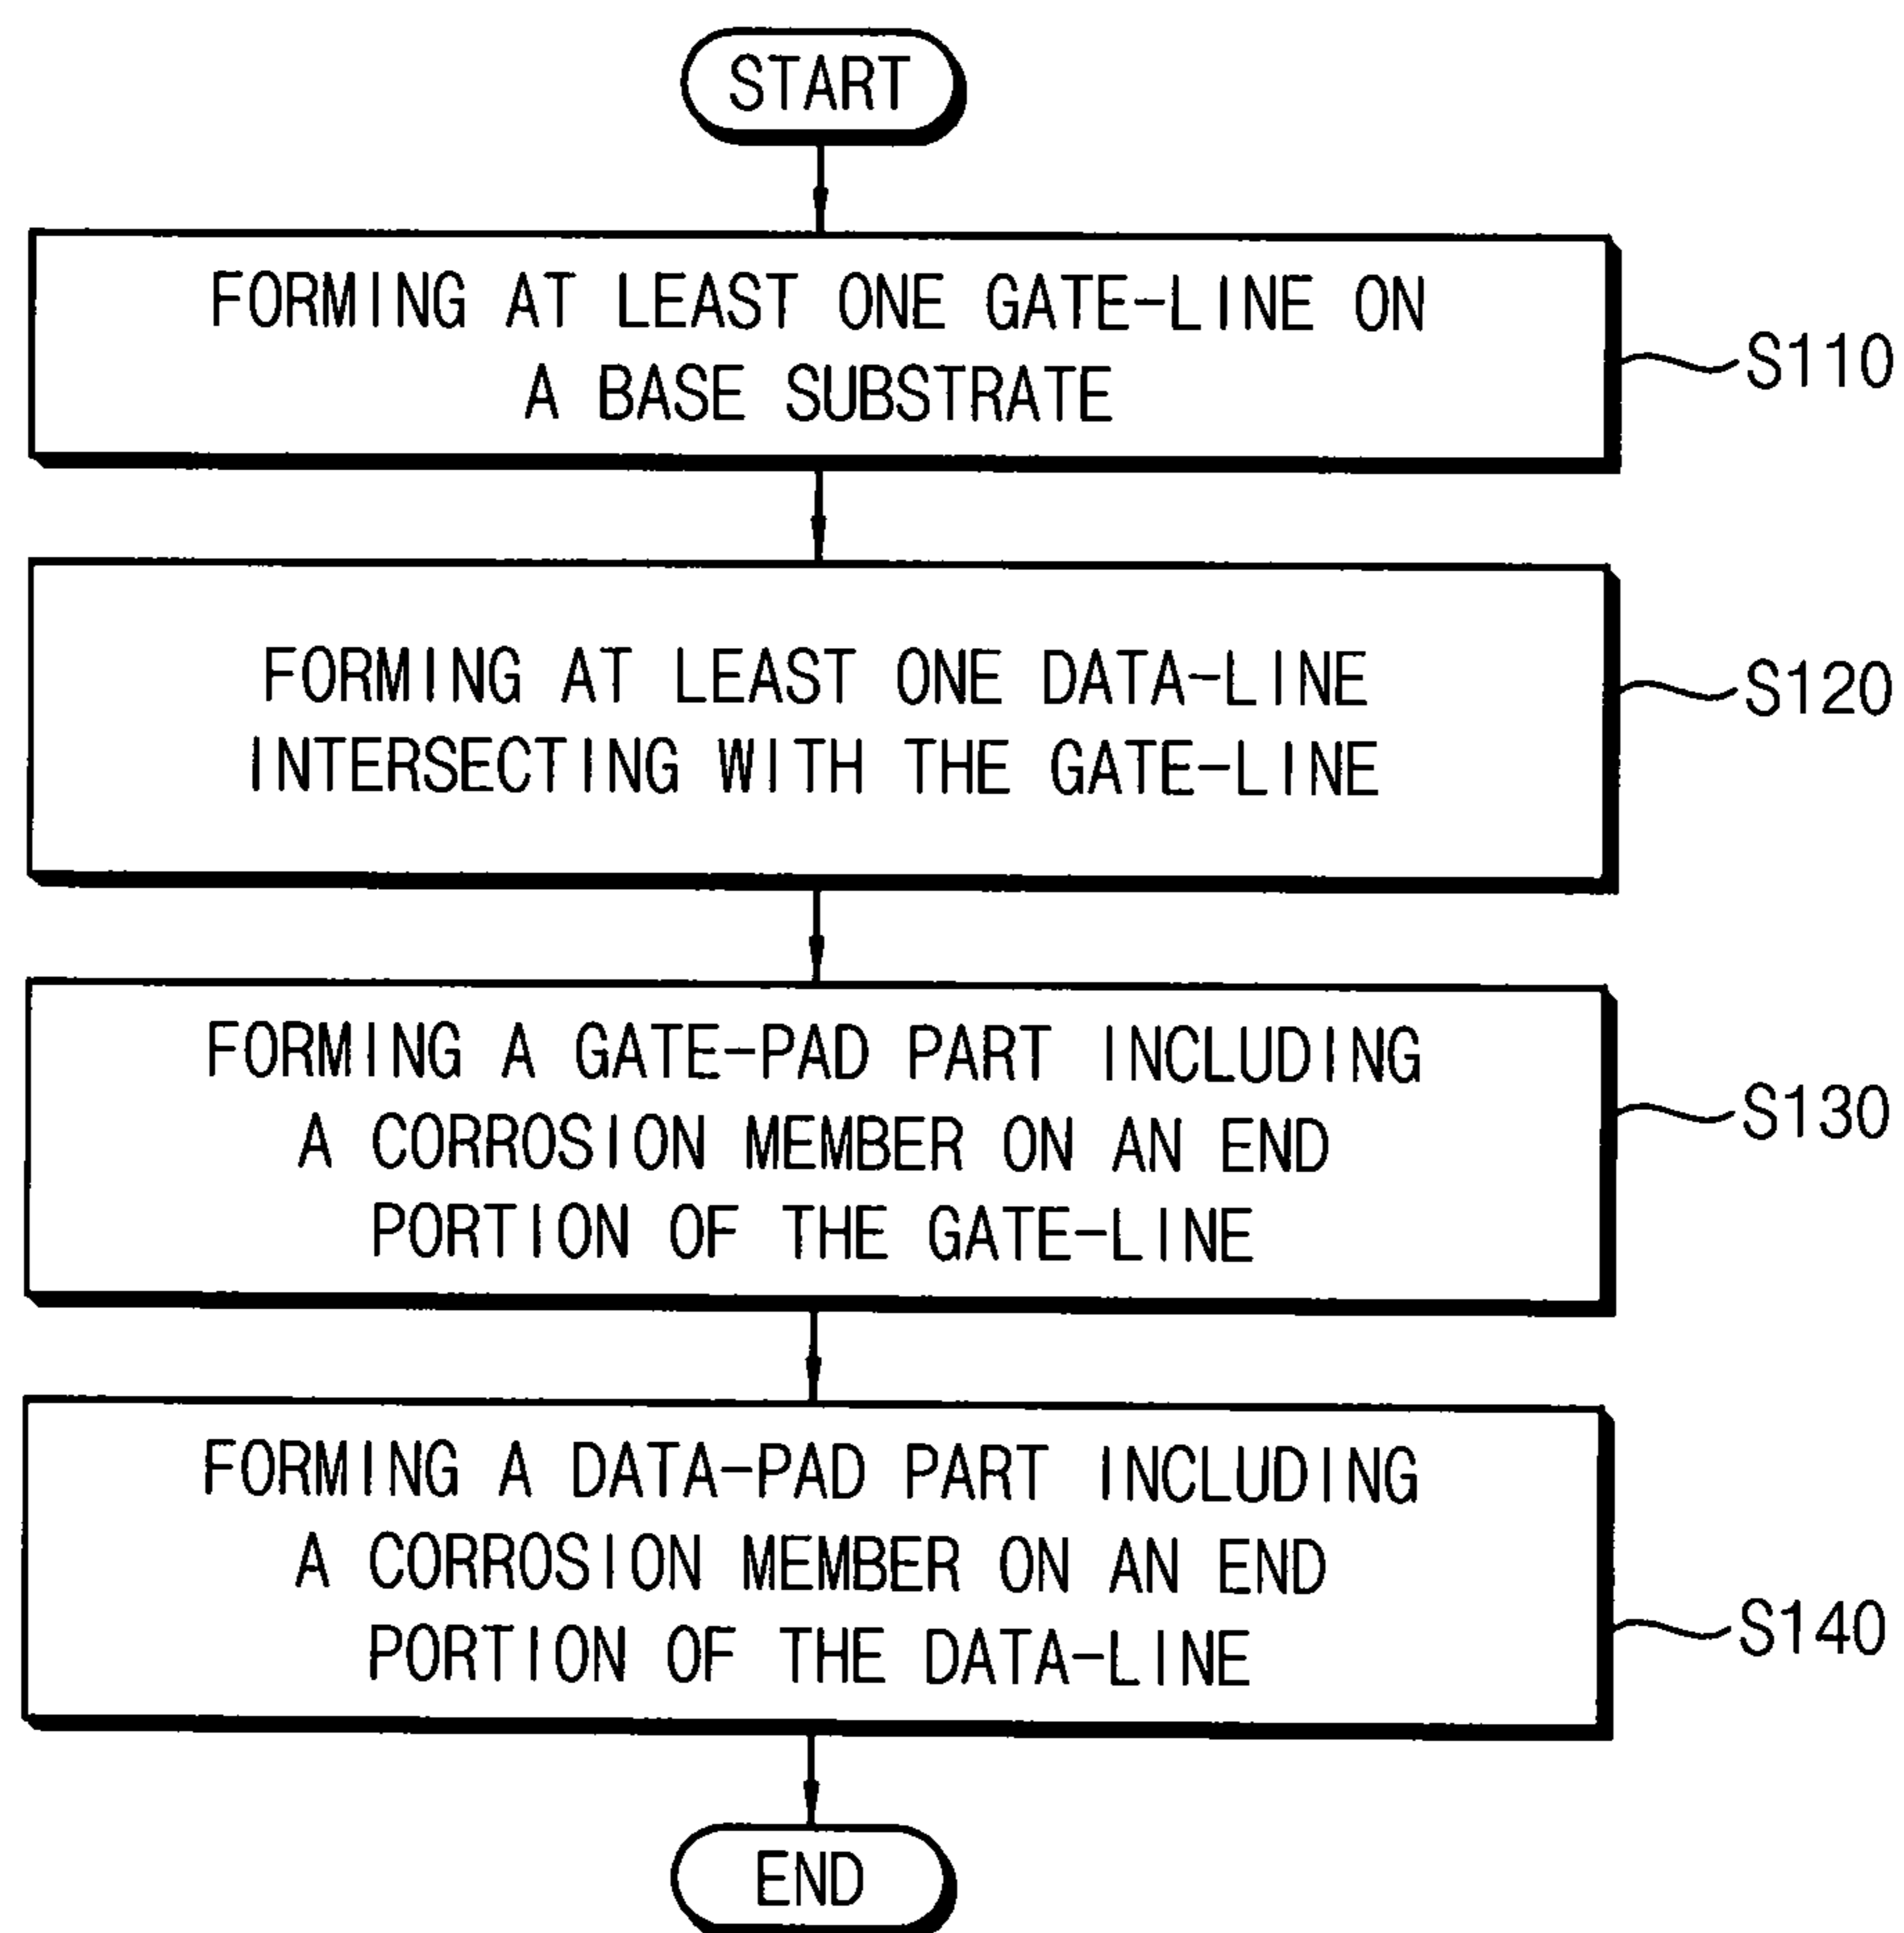 START
FORMING AT LEAST ONE GATE-LINE ON
A BASE SUBSTRATE
S110
FORMING AT LEAST ONE DATA-LINE
INTERSECTING WITH THE GATE-LINE
S120
FORMING A GATE-PAD PART INCLUDING
A CORROSION MEMBER ON AN END
PORTION OF THE GATE-LINE
S130
FORMING A DATA-PAD PART INCLUDING
A CORROSION MEMBER ON AN END
PORTION OF THE DATA-LINE
S140
END